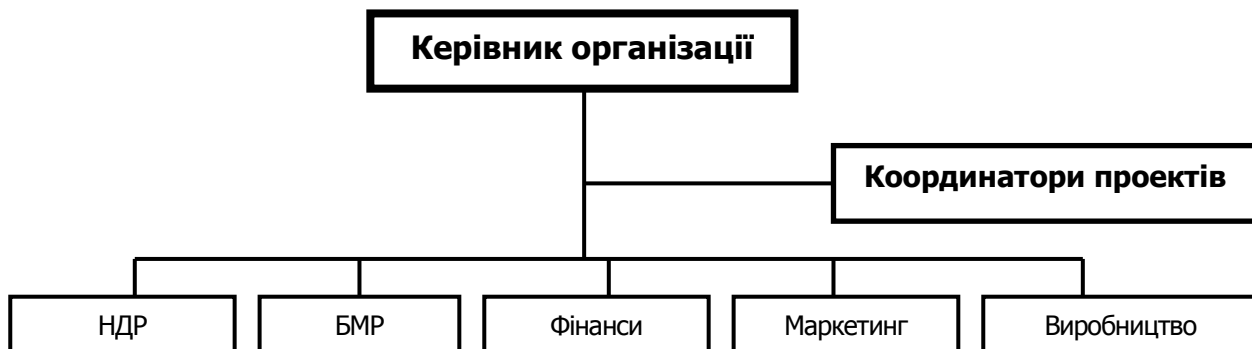 Керівник організації
Координатори проектів
НДР
БМР
Фінанси
Маркетинг
Виробництво